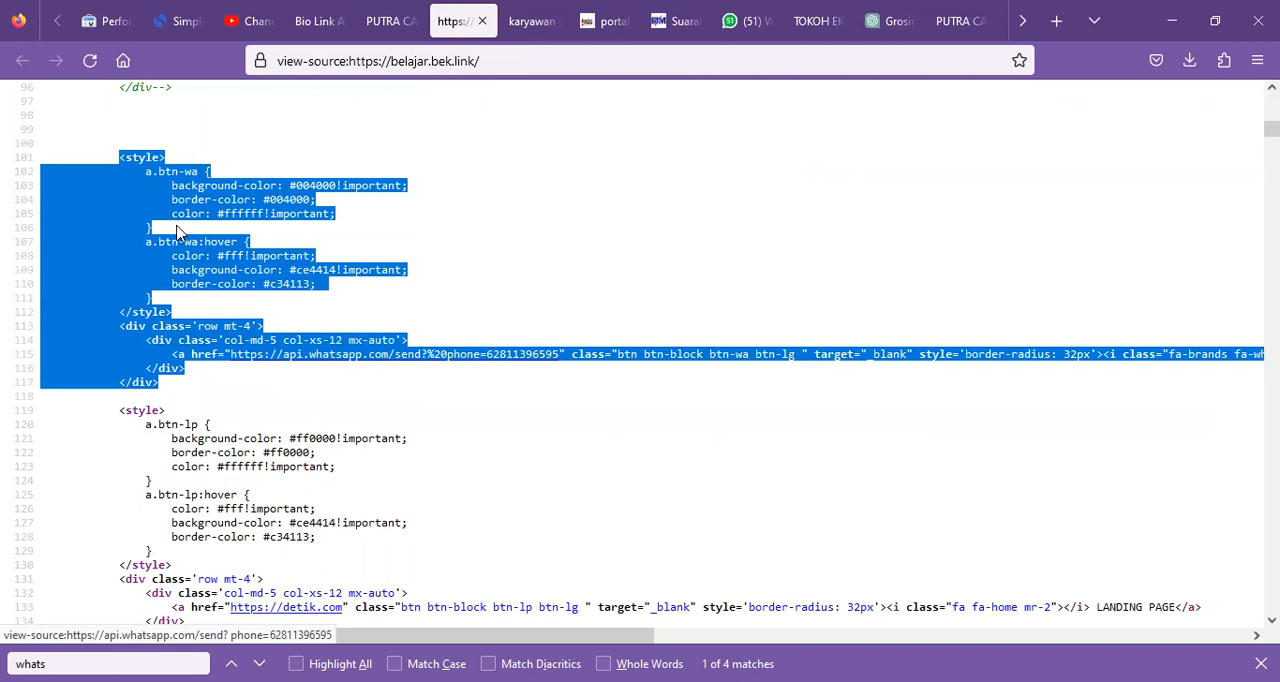 Perfo
Simpl
Chan
Bio Link A
PUTRA CA
https:/
karyawan
portal
Suara
(51) W
TOKOH EK
Grosir
PUTRA CA
view-source:https://belajar.bek.link/
96 </div-->
97
98
99
100
101 <style>
102 a.btn-wa {
103 background-color: #004000!important;
104 border-color: #004000;
105 color: #ffffff!important;
106 }
107 a.btn-wa:hover {
108 color: #fff!important;
109 background-color: #ce4414!important;
110 border-color: #c34113;
111 }
112 </style>
113 <div class='row mt-4'>
114 <div class='col-md-5 col-xs-12 mx-auto'>
115 <a href="https://api.whatsapp.com/send?%20phone=62811396595" class="btn btn-block btn-wa btn-lg " target="_blank" style='border-radius: 32px'><i class="fa-brands fa-wh
116 </div>
117 </div>
118
119 <style>
120 a.btn-lp {
121 background-color: #ff0000!important;
122 border-color: #ff0000;
123 color: #ffffff!important;
124 }
125 a.btn-lp:hover {
126 color: #fff!important;
127 background-color: #ce4414!important;
128 border-color: #c34113;
129 }
130 </style>
131 <div class='row mt-4'>
132 <div class='col-md-5 col-xs-12 mx-auto'>
133 <a href="https://detik.com" class="btn btn-block btn-lp btn-lg " target="_blank" style='border-radius: 32px'><i class="fa fa-home mr-2"></i> LANDING PAGE</a>
134 </div>
view-source:https://api.whatsapp.com/send? phone=62811396595
whats
Highlight All
Match Case
Match Diacritics
Whole Words
1 of 4 matches